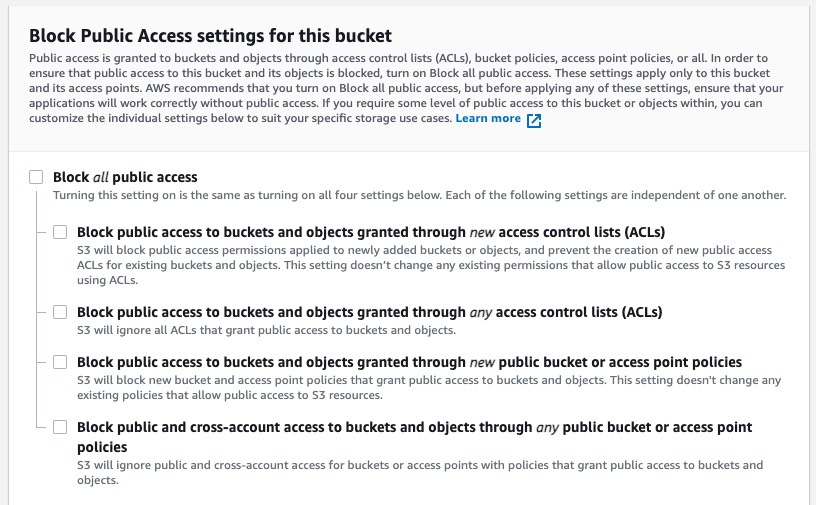 Block Public Access settings for this bucket
Public access is granted to buckets and objects through access control lists (ACLs), bucket policies, access point policies, or all. In order to
ensure that public access to this bucket and its objects is blocked, turn on Block all public access. These settings apply only to this bucket
and its access points. AWS recommends that you turn on Block all public access, but before applying any of these settings, ensure that your
applications will work correctly without public access. If you require some level of public access to this bucket or objects within, you can
customize the individual settings below to suit your specific storage use cases. Learn more
Block all public access
Turning this setting on is the same as turning on all four settings below. Each of the following settings are independent of one another.
Block public access to buckets and objects granted through new access control lists (ACLs)
S3 will block public access permissions applied to newly added buckets or objects, and prevent the creation of new public access
ACLs for existing buckets and objects. This setting doesn't change any existing permissions that allow public access to S3 resources
using ACLs.
Block public access to buckets and objects granted through any access control lists (ACLs)
S3 will ignore all ACLs that grant public access to buckets and objects.
Block public access to buckets and objects granted through new public bucket or access point policies
S3 will block new bucket and access point policies that grant public access to buckets and objects. This setting doesn't change any
existing policies that allow public access to S3 resources.
Block public and cross-account access to buckets and objects through any public bucket or access point
policies
S3 will ignore public and cross-account access for buckets or access points with policies that grant public access to buckets and
objects.